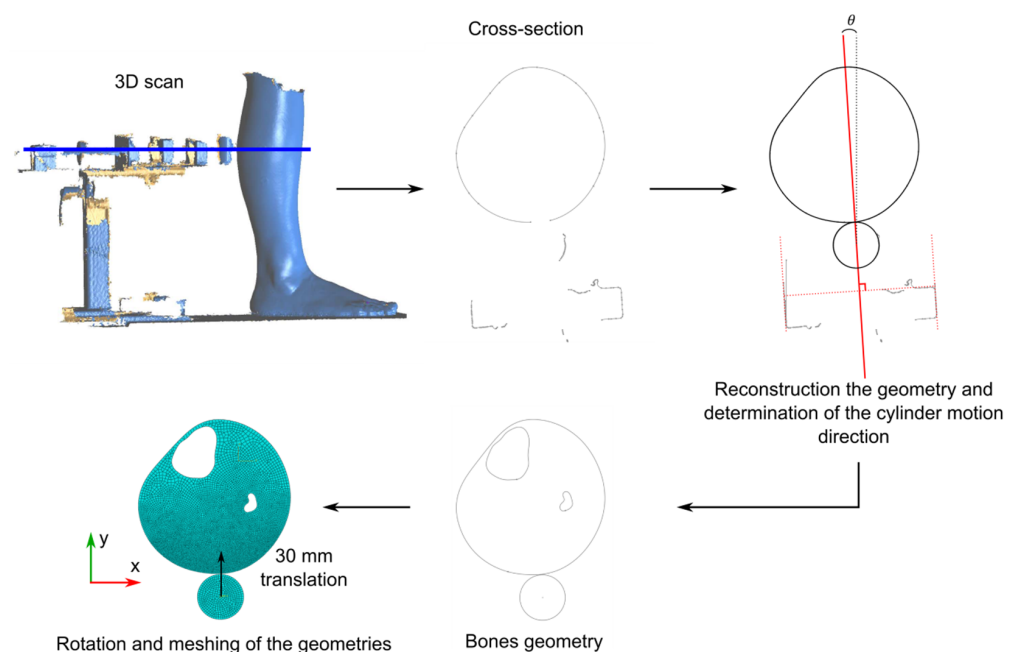 Cross-section
θ
3D scan
Reconstruction the geometry and
determination of the cylinder motion
direction
y
x
30 mm
translation
Rotation and meshing of the geometries
Bones geometry